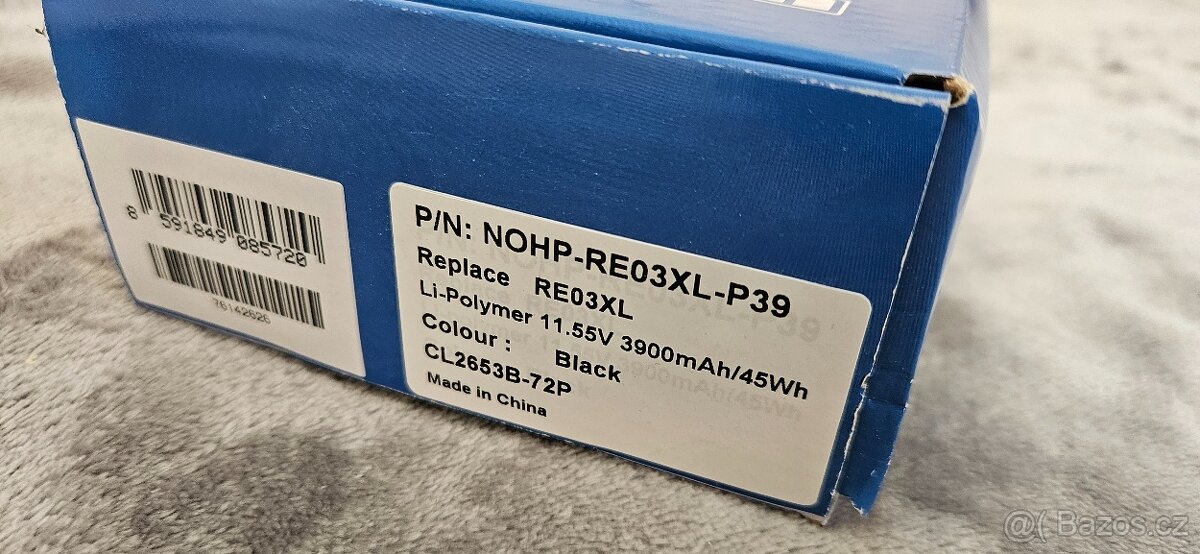 8 591849 085720
76142626
P/N: NOHP-RE03XL-P39
Replace RE03XL
Li-Polymer 11.55V 3900mAh/45Wh
Colour : Black
CL2653B-72P
Made in China
@( Bazos.cz